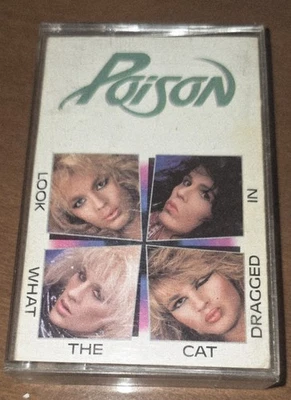 POISON
LOOK
WHAT
THE
CAT
DRAGGED
IN